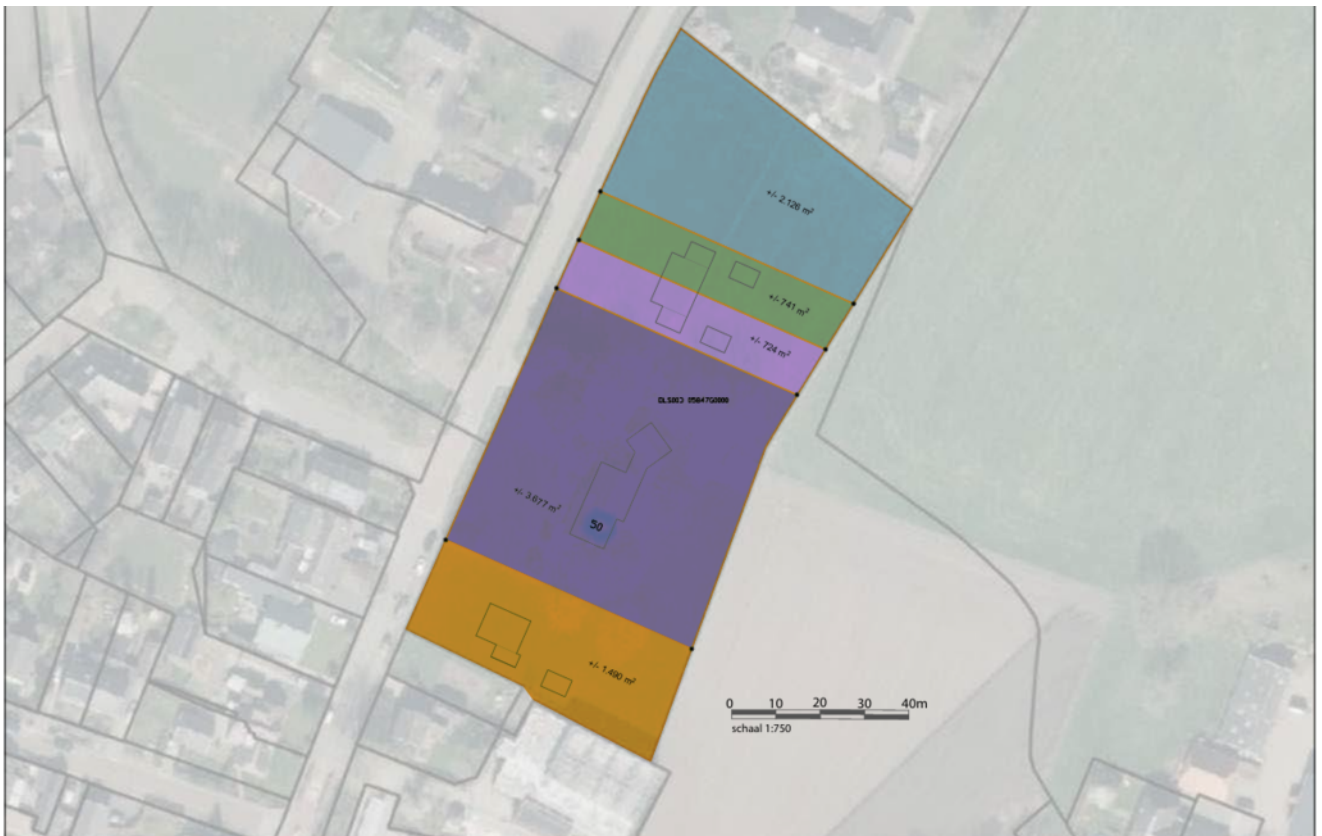 +/- 2.126 m²
+/- 741 m²
+/- 724 m²
+/- 3.677 m²
50
+/- 1.490 m²
0 10 20 30 40m
schaal 1:750